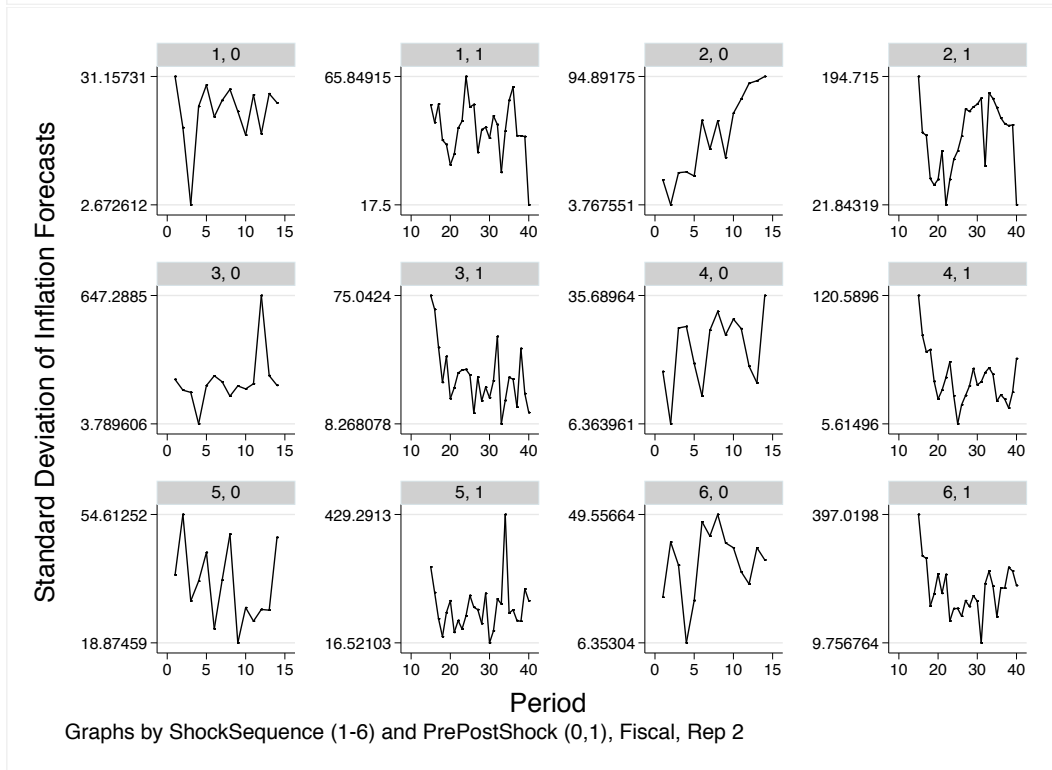 Standard Deviation of Inflation Forecasts
1, 0
31.15731
2.672612
0 5 10 15
1, 1
65.84915
17.5
10 20 30 40
2, 0
94.89175
3.767551
0 5 10 15
2, 1
194.715
21.84319
10 20 30 40
3, 0
647.2885
3.789606
0 5 10 15
3, 1
75.0424
8.268078
10 20 30 40
4, 0
35.68964
6.363961
0 5 10 15
4, 1
120.5896
5.61496
10 20 30 40
5, 0
54.61252
18.87459
0 5 10 15
5, 1
429.2913
16.52103
10 20 30 40
6, 0
49.55664
6.35304
0 5 10 15
6, 1
397.0198
9.756764
10 20 30 40
Period
Graphs by ShockSequence (1-6) and PrePostShock (0,1), Fiscal, Rep 2